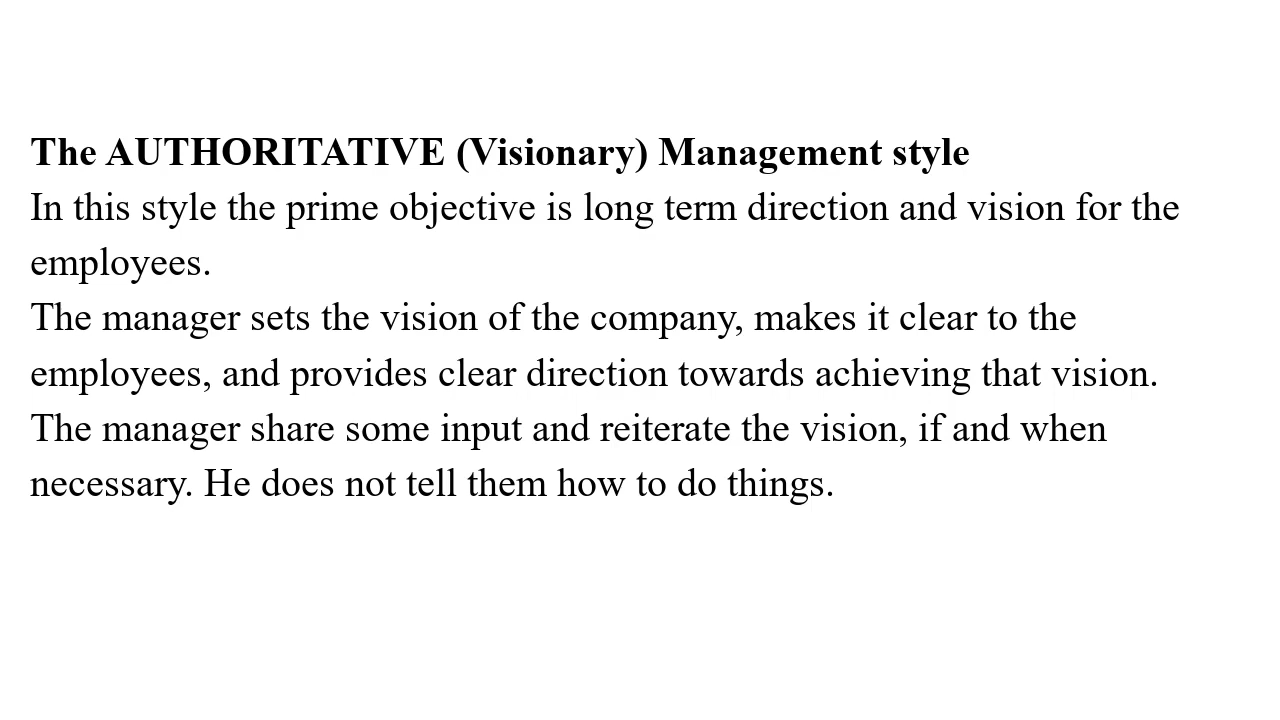 The AUTHORITATIVE (Visionary) Management style
In this style the prime objective is long term direction and vision for the
employees.
The manager sets the vision of the company, makes it clear to the
employees, and provides clear direction towards achieving that vision.
The manager share some input and reiterate the vision, if and when
necessary. He does not tell them how to do things.